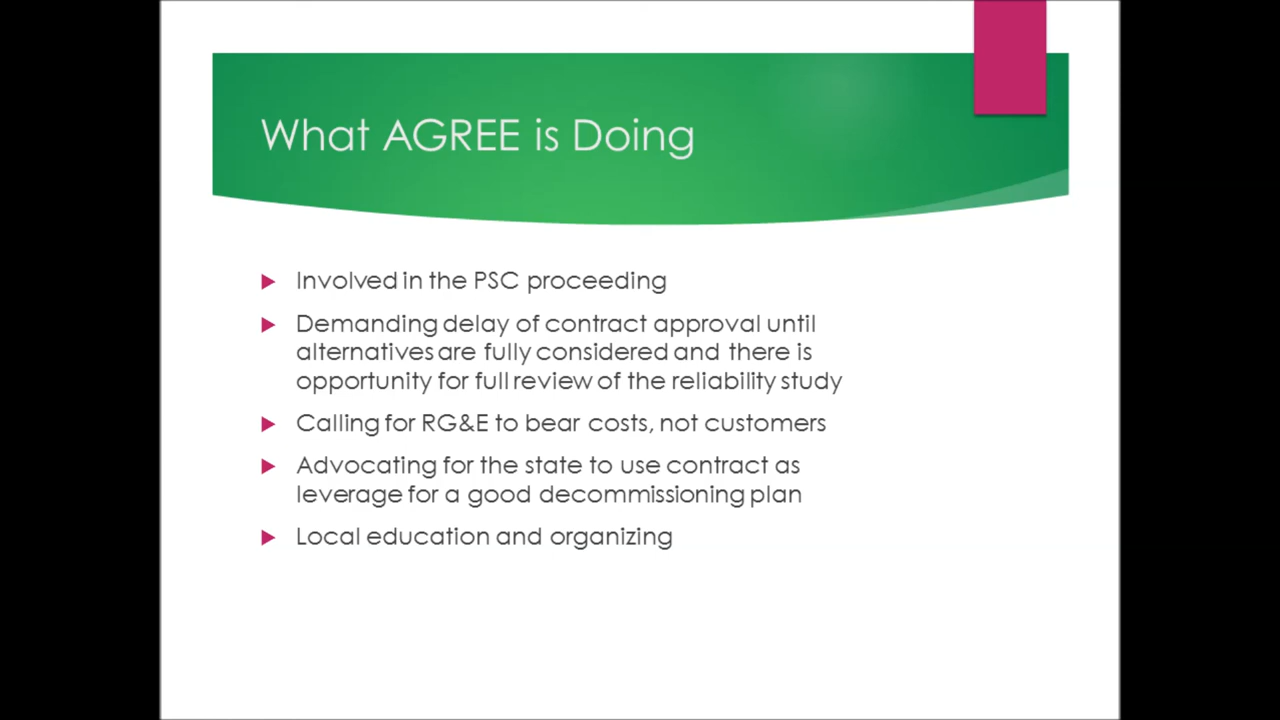 What AGREE is Doing
Involved in the PSC proceeding
Demanding delay of contract approval until
alternatives are fully considered and there is
opportunity for full review of the reliability study
Calling for RG&E to bear costs, not customers
Advocating for the state to use contract as
leverage for a good decommissioning plan
Local education and organizing